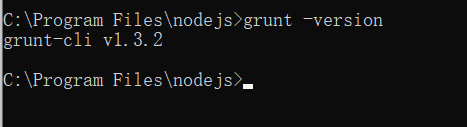 C:\Program Files\nodejs>grunt -version
grunt-cli v1.3.2
C:\Program Files\nodejs>